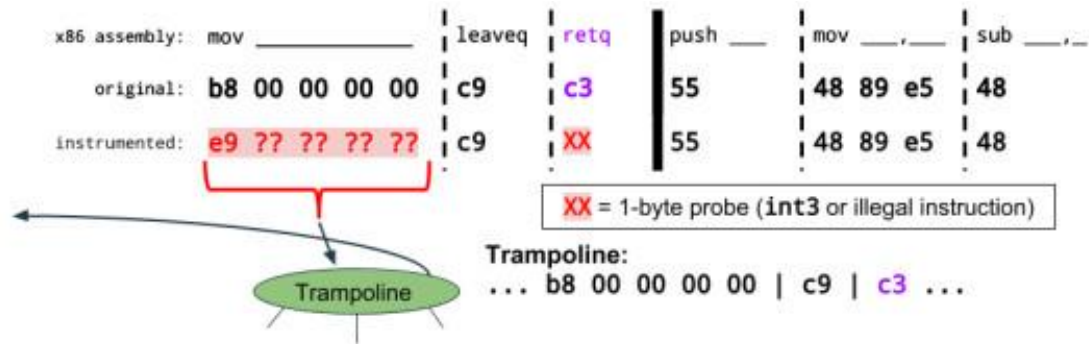 x86 assembly: mov _______________ leaveq retq push ___ mov ___,___ sub ___,_
original: b8 00 00 00 00 c9 c3 55 48 89 e5 48
instrumented: e9 ?? ?? ?? ?? c9 XX 55 48 89 e5 48
XX = 1-byte probe (int3 or illegal instruction)
Trampoline:
... b8 00 00 00 00 | c9 | c3 ...
Trampoline